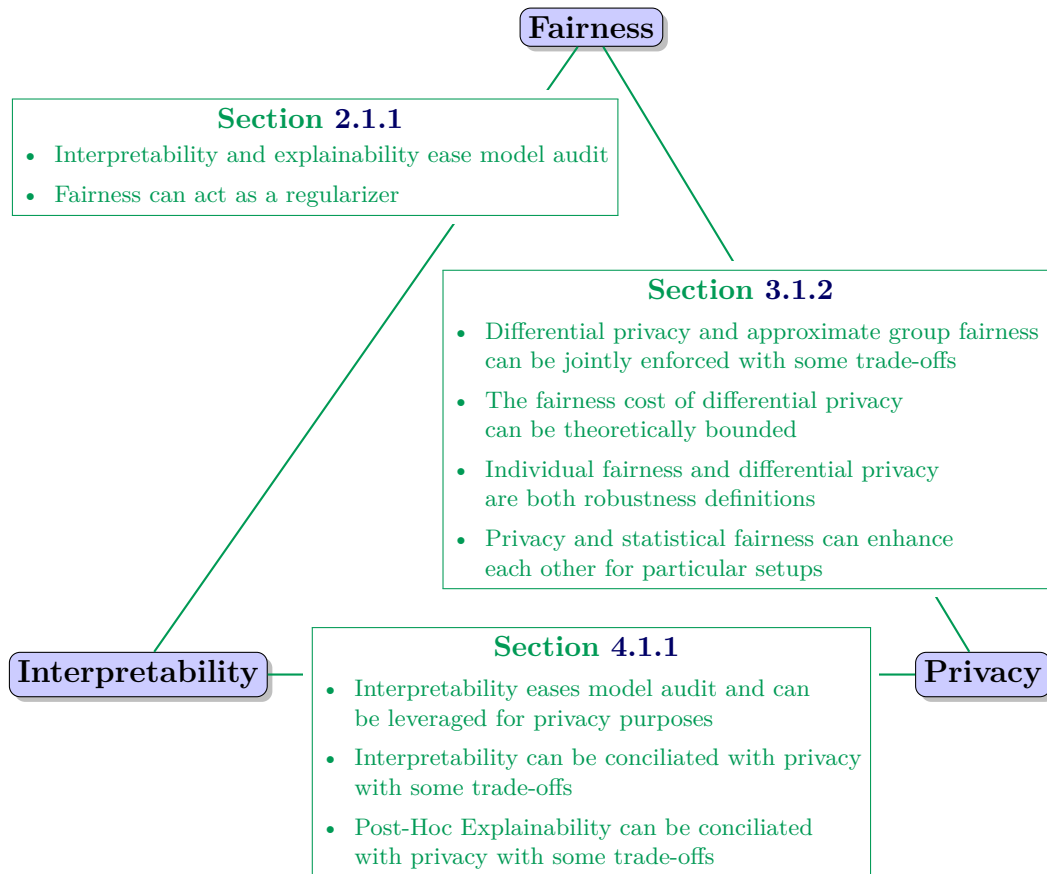 Fairness
Section 2.1.1
• Interpretability and explainability ease model audit
• Fairness can act as a regularizer
Section 3.1.2
• Differential privacy and approximate group fairness
can be jointly enforced with some trade-offs
• The fairness cost of differential privacy
can be theoretically bounded
• Individual fairness and differential privacy
are both robustness definitions
• Privacy and statistical fairness can enhance
each other for particular setups
Interpretability
Section 4.1.1
• Interpretability eases model audit and can
be leveraged for privacy purposes
• Interpretability can be conciliated with privacy
with some trade-offs
• Post-Hoc Explainability can be conciliated
with privacy with some trade-offs
Privacy